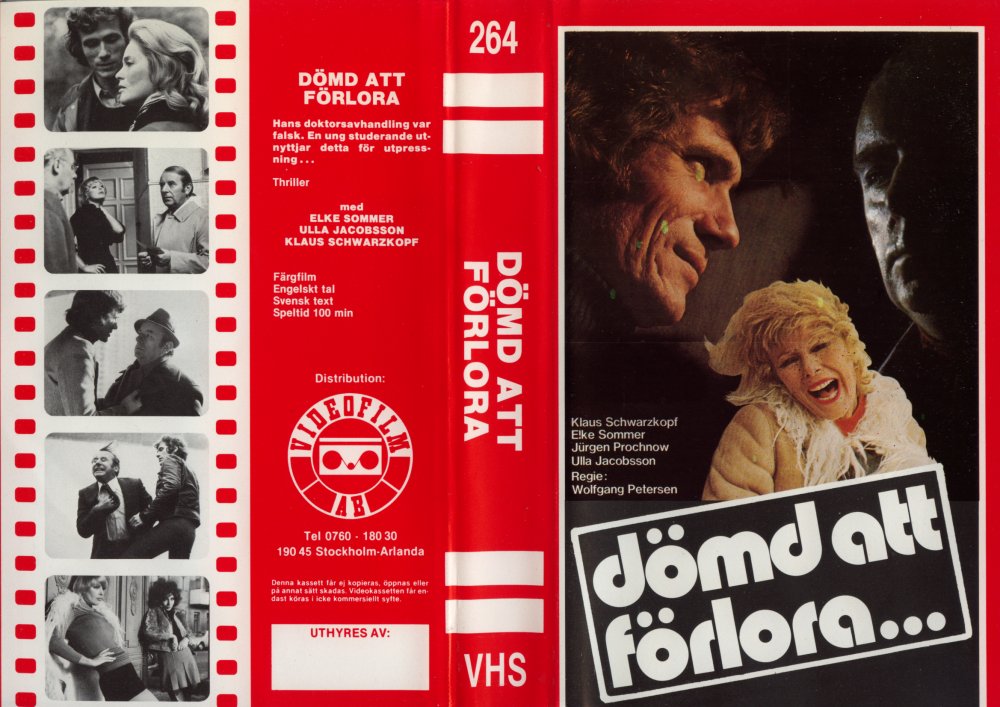 DÖMD ATT
FÖRLORA
Hans doktorsavhandling var
falsk. En ung studerande ut-
nyttjar detta för utpress-
ning...
Thriller
med
ELKE SOMMER
ULLA JACOBSSON
KLAUS SCHWARZKOPF
Färgfilm
Engelskt tal
Svensk text
Speltid 100 min
Distribution:
VIDEOFILM
AB
Tel 0760 - 180 30
190 45 Stockholm-Arlanda
Denna kassett får ej kopieras, öppnas eller
på annat sätt skadas. Videokassetten får en-
dast köras i icke kommersiellt syfte.
UTHYRES AV:
264
DÖMD ATT
FÖRLORA
VHS
Klaus Schwarzkopf
Elke Sommer
Jürgen Prochnow
Ulla Jacobsson
Regie:
Wolfgang Petersen
dömd att
förlora...